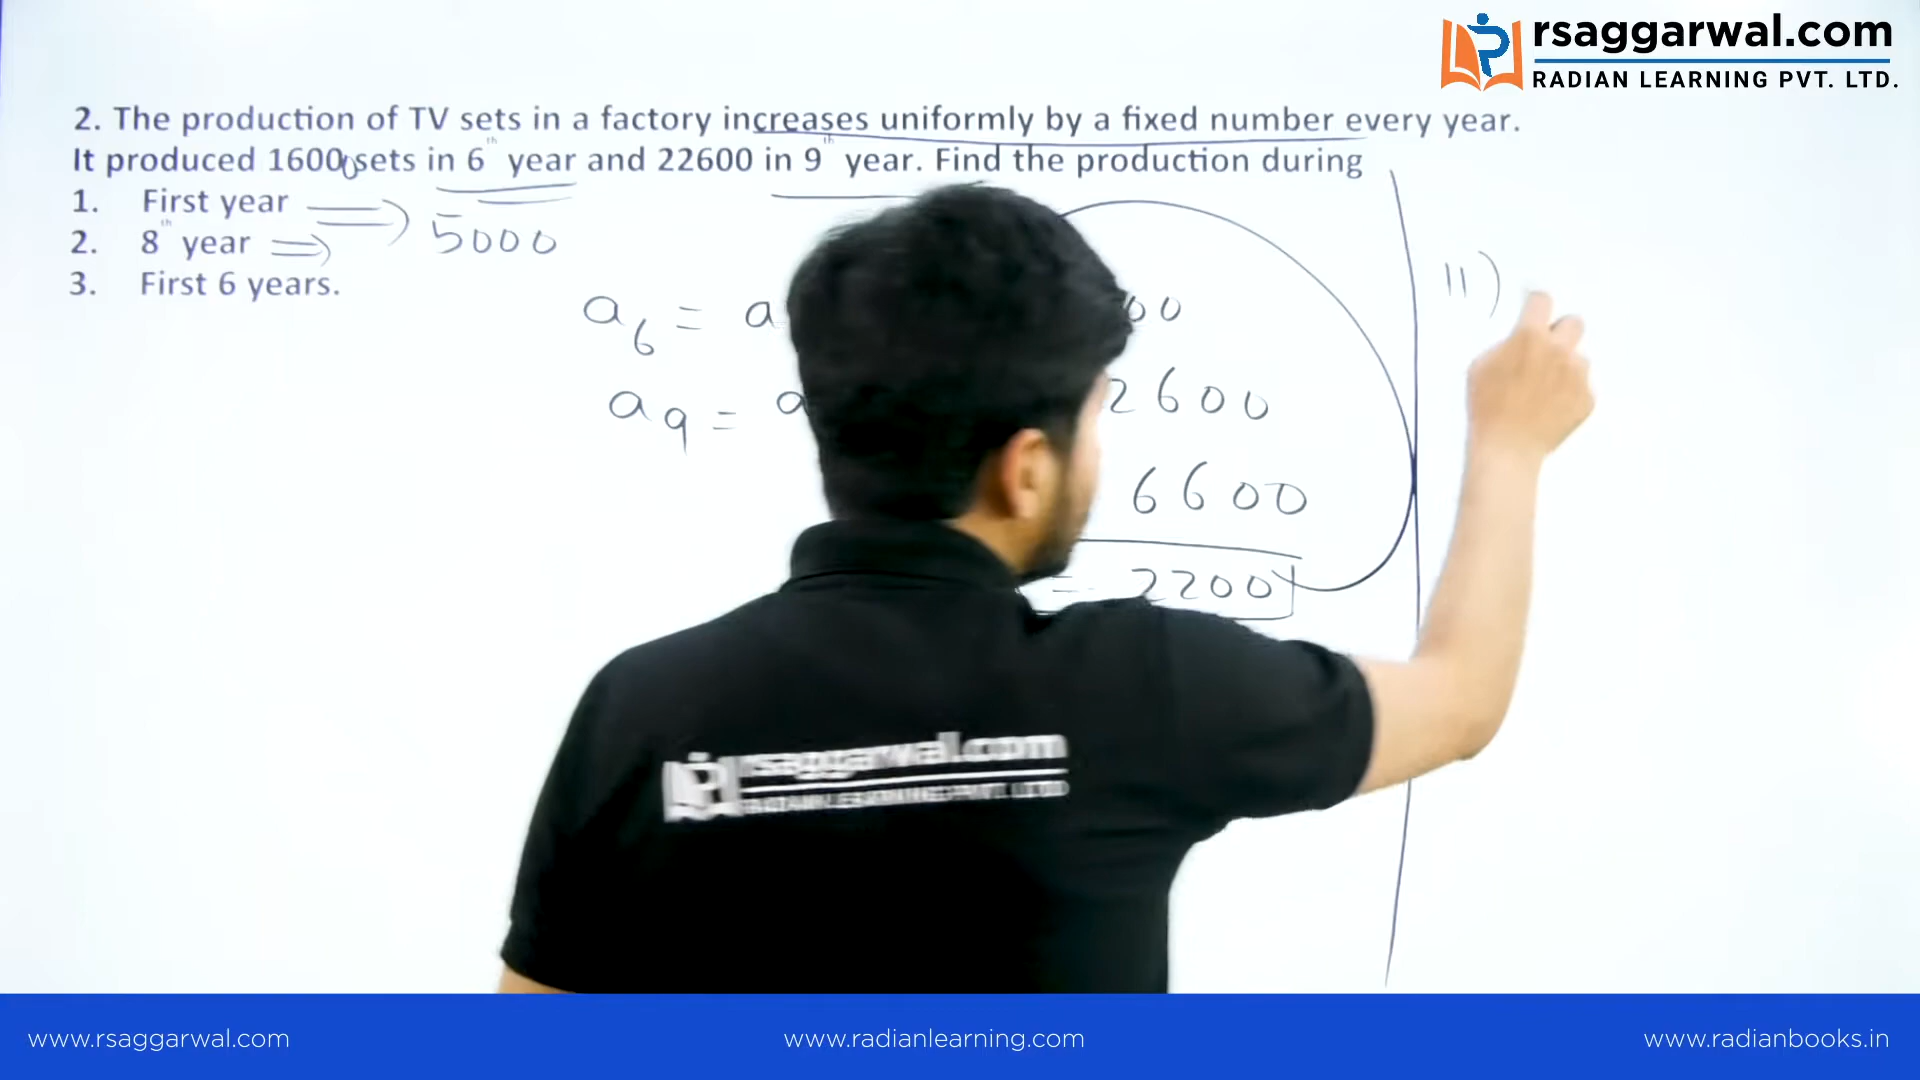 rsaggarwal.com
RADIAN LEARNING PVT. LTD.
2. The production of TV sets in a factory increases uniformly by a fixed number every year.
It produced 16000 sets in 6th year and 22600 in 9th year. Find the production during
1. First year ⇒ 5000
2. 8th year ⇒
3. First 6 years.
a6 = a 00
a9 = a 2600
6600
= 2200
11)
rsaggarwal.com
RADIAN LEARNING PVT. LTD.
www.rsaggarwal.com
www.radianlearning.com
www.radianbooks.in